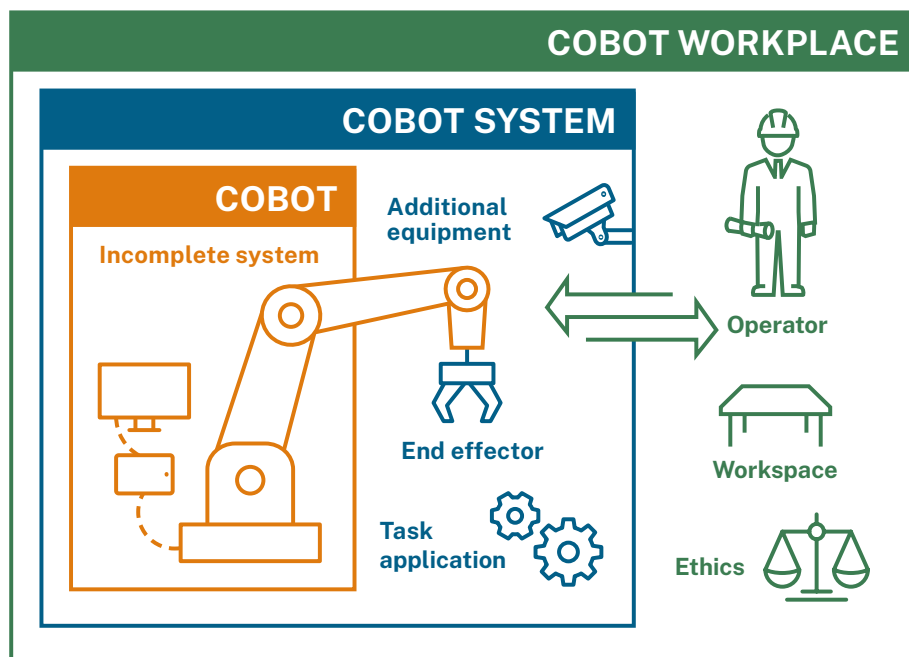 COBOT WORKPLACE
COBOT SYSTEM
COBOT
Incomplete system
Additional
equipment
End effector
Task
application
Operator
Workspace
Ethics